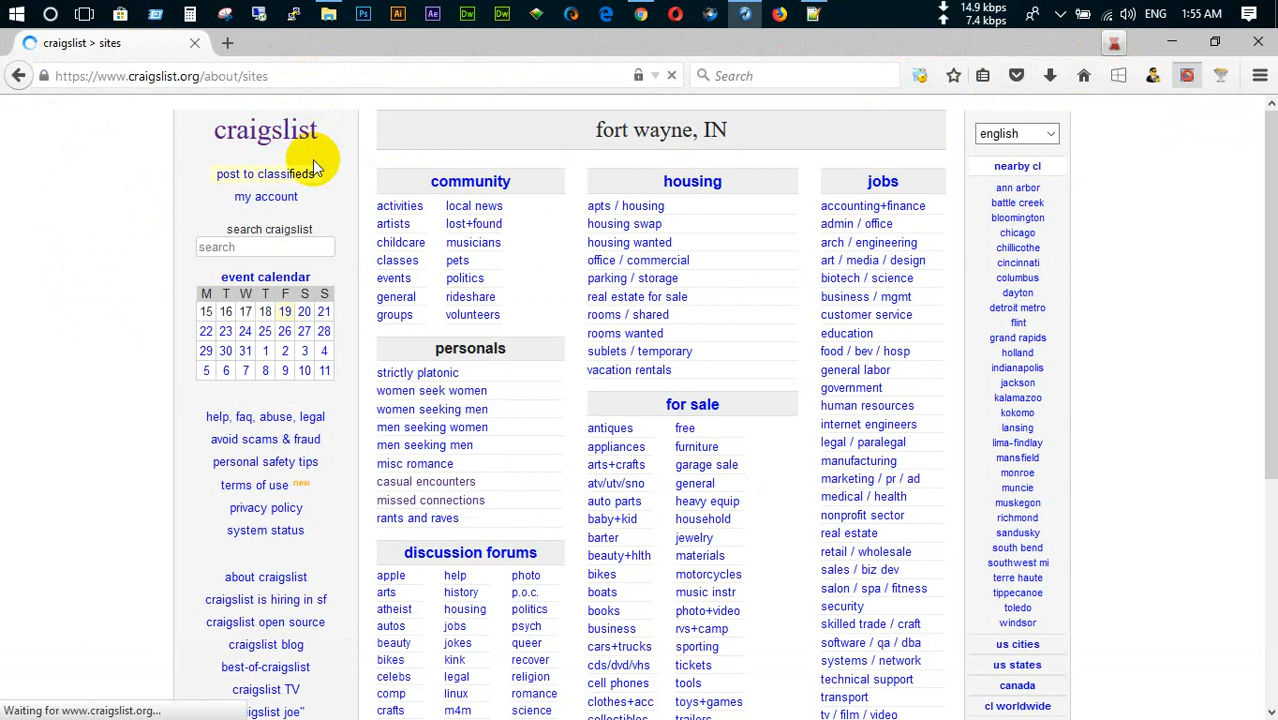 14.9 kbps
7.4 kbps
ENG
1:55 AM
craigslist > sites
https://www.craigslist.org/about/sites
Search
craigslist
post to classifieds
my account
search craigslist
search
event calendar
M T W T F S S
15 16 17 18 19 20 21
22 23 24 25 26 27 28
29 30 31 1 2 3 4
5 6 7 8 9 10 11
help, faq, abuse, legal
avoid scams & fraud
personal safety tips
terms of use new
privacy policy
system status
about craigslist
craigslist is hiring in sf
craigslist open source
craigslist blog
best-of-craigslist
craigslist TV
igslist joe"
fort wayne, IN
community
activities local news
artists lost+found
childcare musicians
classes pets
events politics
general rideshare
groups volunteers
personals
strictly platonic
women seek women
women seeking men
men seeking women
men seeking men
misc romance
casual encounters
missed connections
rants and raves
discussion forums
apple help photo
arts history p.o.c.
atheist housing politics
autos jobs psych
beauty jokes queer
bikes kink recover
celebs legal religion
comp linux romance
crafts m4m science
housing
apts / housing
housing swap
housing wanted
office / commercial
parking / storage
real estate for sale
rooms / shared
rooms wanted
sublets / temporary
vacation rentals
for sale
antiques free
appliances furniture
arts+crafts garage sale
atv/utv/sno general
auto parts heavy equip
baby+kid household
barter jewelry
beauty+hlth materials
bikes motorcycles
boats music instr
books photo+video
business rvs+camp
cars+trucks sporting
cds/dvd/vhs tickets
cell phones tools
clothes+acc toys+games
collectibles trailers
jobs
accounting+finance
admin / office
arch / engineering
art / media / design
biotech / science
business / mgmt
customer service
education
food / bev / hosp
general labor
government
human resources
internet engineers
legal / paralegal
manufacturing
marketing / pr / ad
medical / health
nonprofit sector
real estate
retail / wholesale
sales / biz dev
salon / spa / fitness
security
skilled trade / craft
software / qa / dba
systems / network
technical support
transport
tv / film / video
english
nearby cl
ann arbor
battle creek
bloomington
chicago
chillicothe
cincinnati
columbus
dayton
detroit metro
flint
grand rapids
holland
indianapolis
jackson
kalamazoo
kokomo
lansing
lima-findlay
mansfield
monroe
muncie
muskegon
richmond
sandusky
south bend
southwest mi
terre haute
tippecanoe
toledo
windsor
us cities
us states
canada
cl worldwide
Waiting for www.craigslist.org...